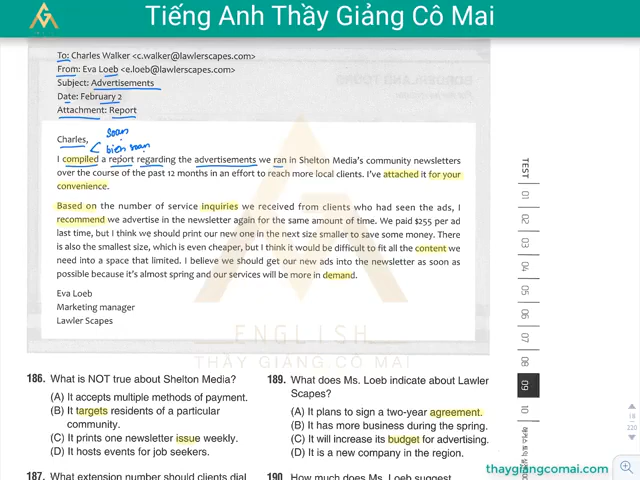 Tiếng Anh Thầy Giảng Cô Mai
To: Charles Walker <c.walker@lawlerscapes.com>
From: Eva Loeb <e.loeb@lawlerscapes.com>
Subject: Advertisements
Date: February 2
Attachment: Report
soạn
Charles,
biên soạn
I compiled a report regarding the advertisements we ran in Shelton Media's community newsletters
over the course of the past 12 months in an effort to reach more local clients. I've attached it for your
convenience.
Based on the number of service inquiries we received from clients who had seen the ads, I
recommend we advertise in the newsletter again for the same amount of time. We paid $255 per ad
last time, but I think we should print our new one in the next size smaller to save some money. There
is also the smallest size, which is even cheaper, but I think it would be difficult to fit all the content we
need into a space that limited. I believe we should get our new ads into the newsletter as soon as
possible because it's almost spring and our services will be more in demand.
Eva Loeb
Marketing manager
Lawler Scapes
ENGLISH
THẦY GIẢNG CÔ MAI
TEST
01
02
03
04
05
06
07
08
09
10
186. What is NOT true about Shelton Media?
(A) It accepts multiple methods of payment.
(B) It targets residents of a particular
community.
(C) It prints one newsletter issue weekly.
(D) It hosts events for job seekers.
187. What extension number should clients dial
189. What does Ms. Loeb indicate about Lawler
Scapes?
(A) It plans to sign a two-year agreement.
(B) It has more business during the spring.
(C) It will increase its budget for advertising.
(D) It is a new company in the region.
190. How much does Ms. Loeb suggest
220
thaygiangcomai.com